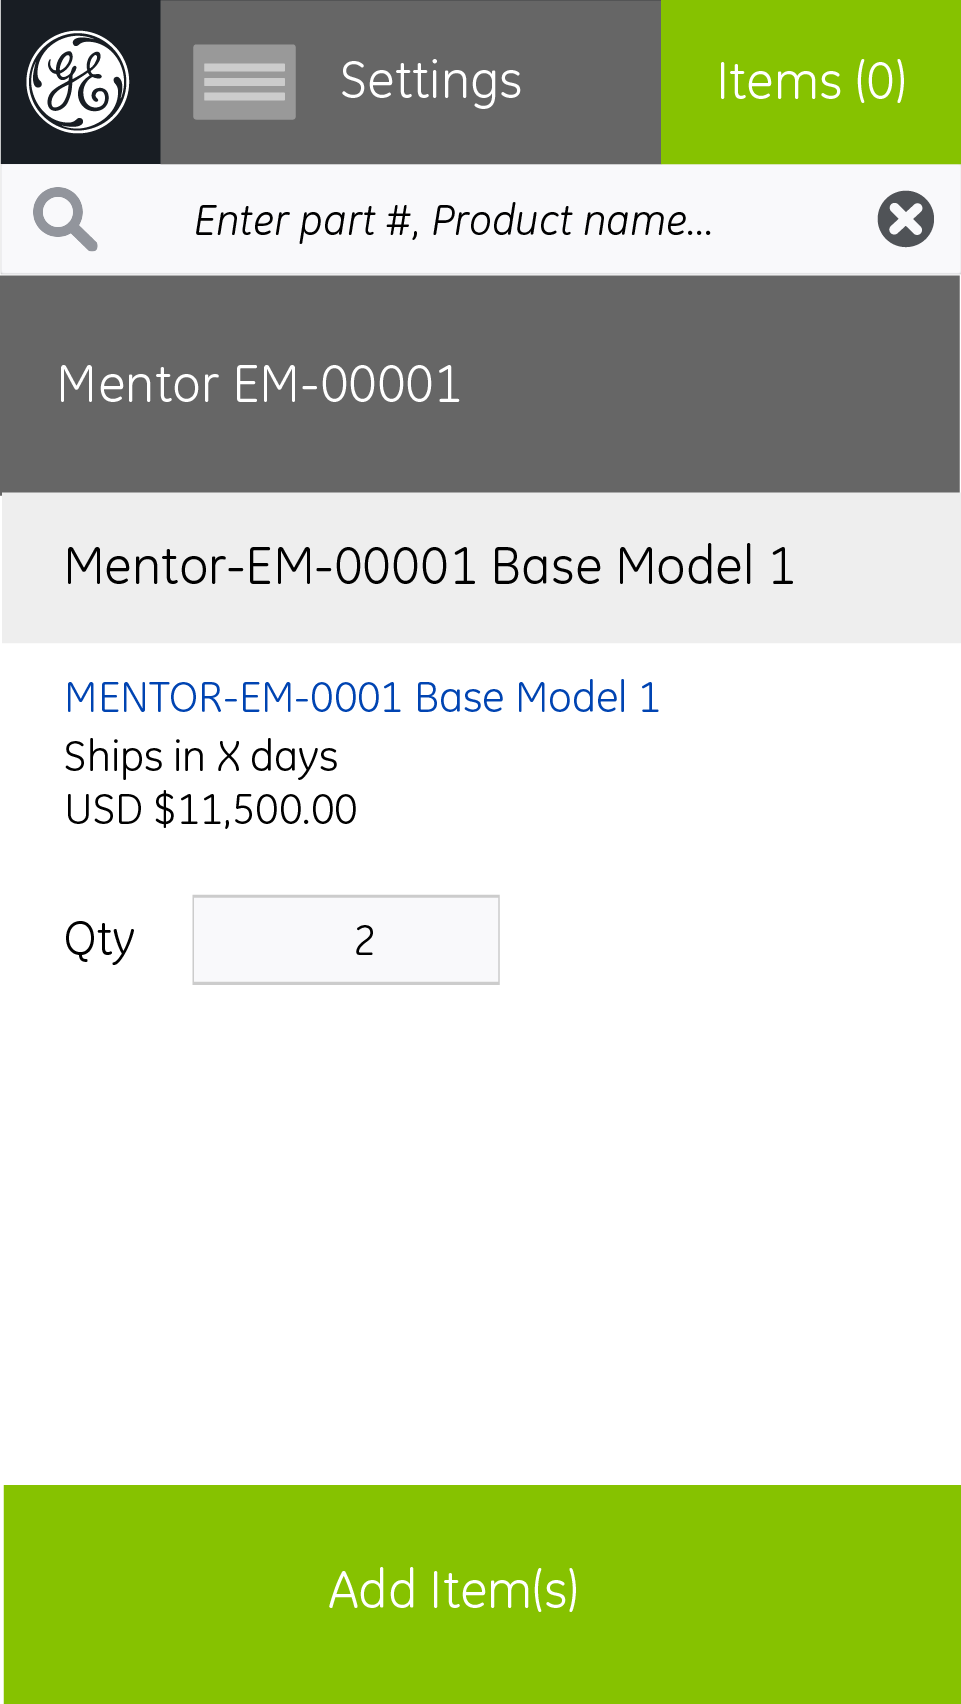 GE
Settings
Items (0)
Enter part #, Product name...
Mentor EM-00001
Mentor-EM-00001 Base Model 1
MENTOR-EM-0001 Base Model 1
Ships in X days
USD $11,500.00
Qty
2
Add Item(s)